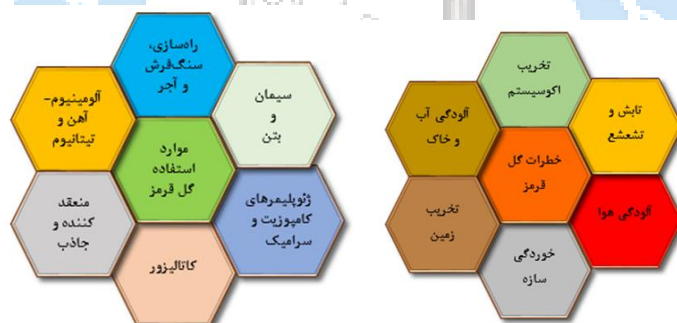 راه‌سازی،
سنگ‌فرش
و آجر
سیمان
و
بتن
آلومینیوم-
آهن و
تیتانیوم
موارد
استفاده
گل قرمز
ژئوپلیمرهای
کامپوزیت و
سرامیک
منعقد
کننده و
جاذب
کاتالیزور
تخریب
اکوسیستم
تابش و
تشعشع
آلودگی آب
و خاک
خطرات گل
قرمز
آلودگی هوا
تخریب
زمین
خوردگی
سازه